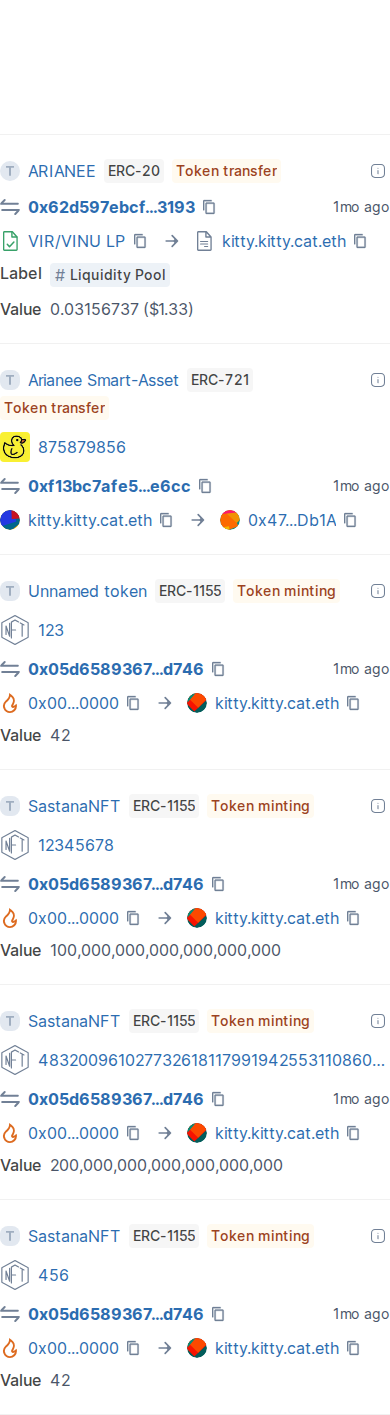 T ARIANEE ERC-20 Token transfer
0x62d597ebcf...3193 1mo ago
VIR/VINU LP → kitty.kitty.cat.eth
Label # Liquidity Pool
Value 0.03156737 ($1.33)
T Arianee Smart-Asset ERC-721
Token transfer
875879856
0xf13bc7afe5...e6cc 1mo ago
kitty.kitty.cat.eth → 0x47...Db1A
T Unnamed token ERC-1155 Token minting
NFT 123
0x05d6589367...d746 1mo ago
0x00...0000 → kitty.kitty.cat.eth
Value 42
T SastanaNFT ERC-1155 Token minting
NFT 12345678
0x05d6589367...d746 1mo ago
0x00...0000 → kitty.kitty.cat.eth
Value 100,000,000,000,000,000,000
T SastanaNFT ERC-1155 Token minting
NFT 48320096102773261811799194255311086​0...
0x05d6589367...d746 1mo ago
0x00...0000 → kitty.kitty.cat.eth
Value 200,000,000,000,000,000,000
T SastanaNFT ERC-1155 Token minting
NFT 456
0x05d6589367...d746 1mo ago
0x00...0000 → kitty.kitty.cat.eth
Value 42